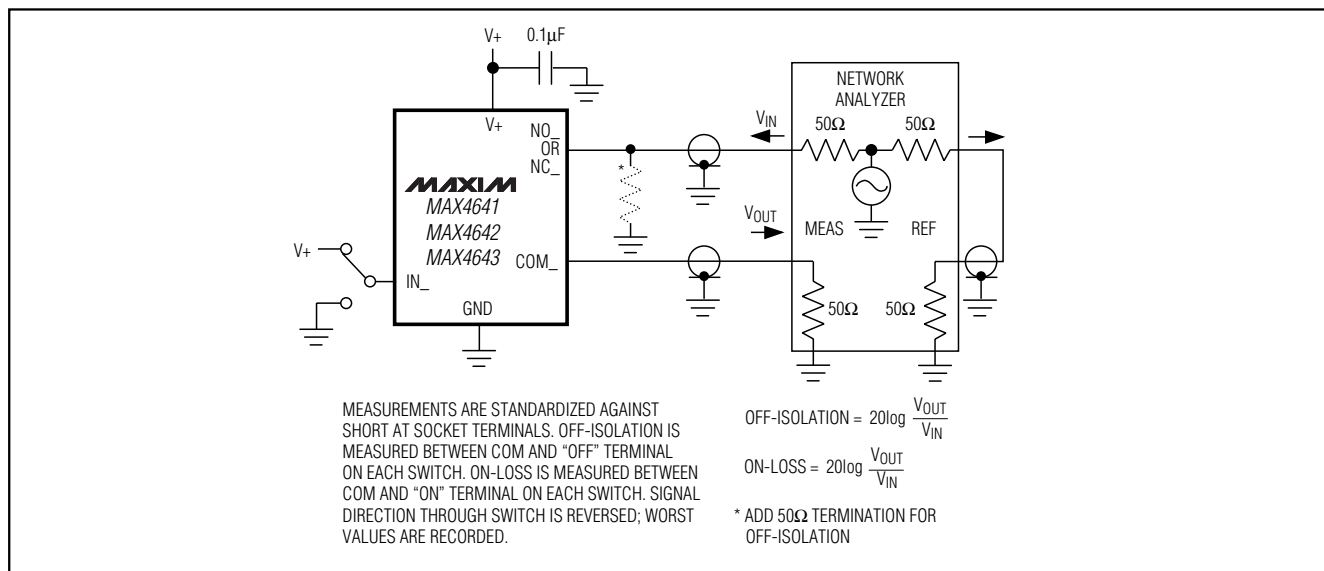 V+ 0.1µF
V+
NO_
OR
NC_
MAXIM
MAX4641
MAX4642
MAX4643
COM_
V+
IN_
GND
*
NETWORK
ANALYZER
VIN
50Ω 50Ω
VOUT
MEAS REF
50Ω 50Ω
MEASUREMENTS ARE STANDARDIZED AGAINST
SHORT AT SOCKET TERMINALS. OFF-ISOLATION IS
MEASURED BETWEEN COM AND “OFF” TERMINAL
ON EACH SWITCH. ON-LOSS IS MEASURED BETWEEN
COM AND “ON” TERMINAL ON EACH SWITCH. SIGNAL
DIRECTION THROUGH SWITCH IS REVERSED; WORST
VALUES ARE RECORDED.
OFF-ISOLATION = 20log VOUT
VIN
ON-LOSS = 20log VOUT
VIN
* ADD 50Ω TERMINATION FOR
OFF-ISOLATION